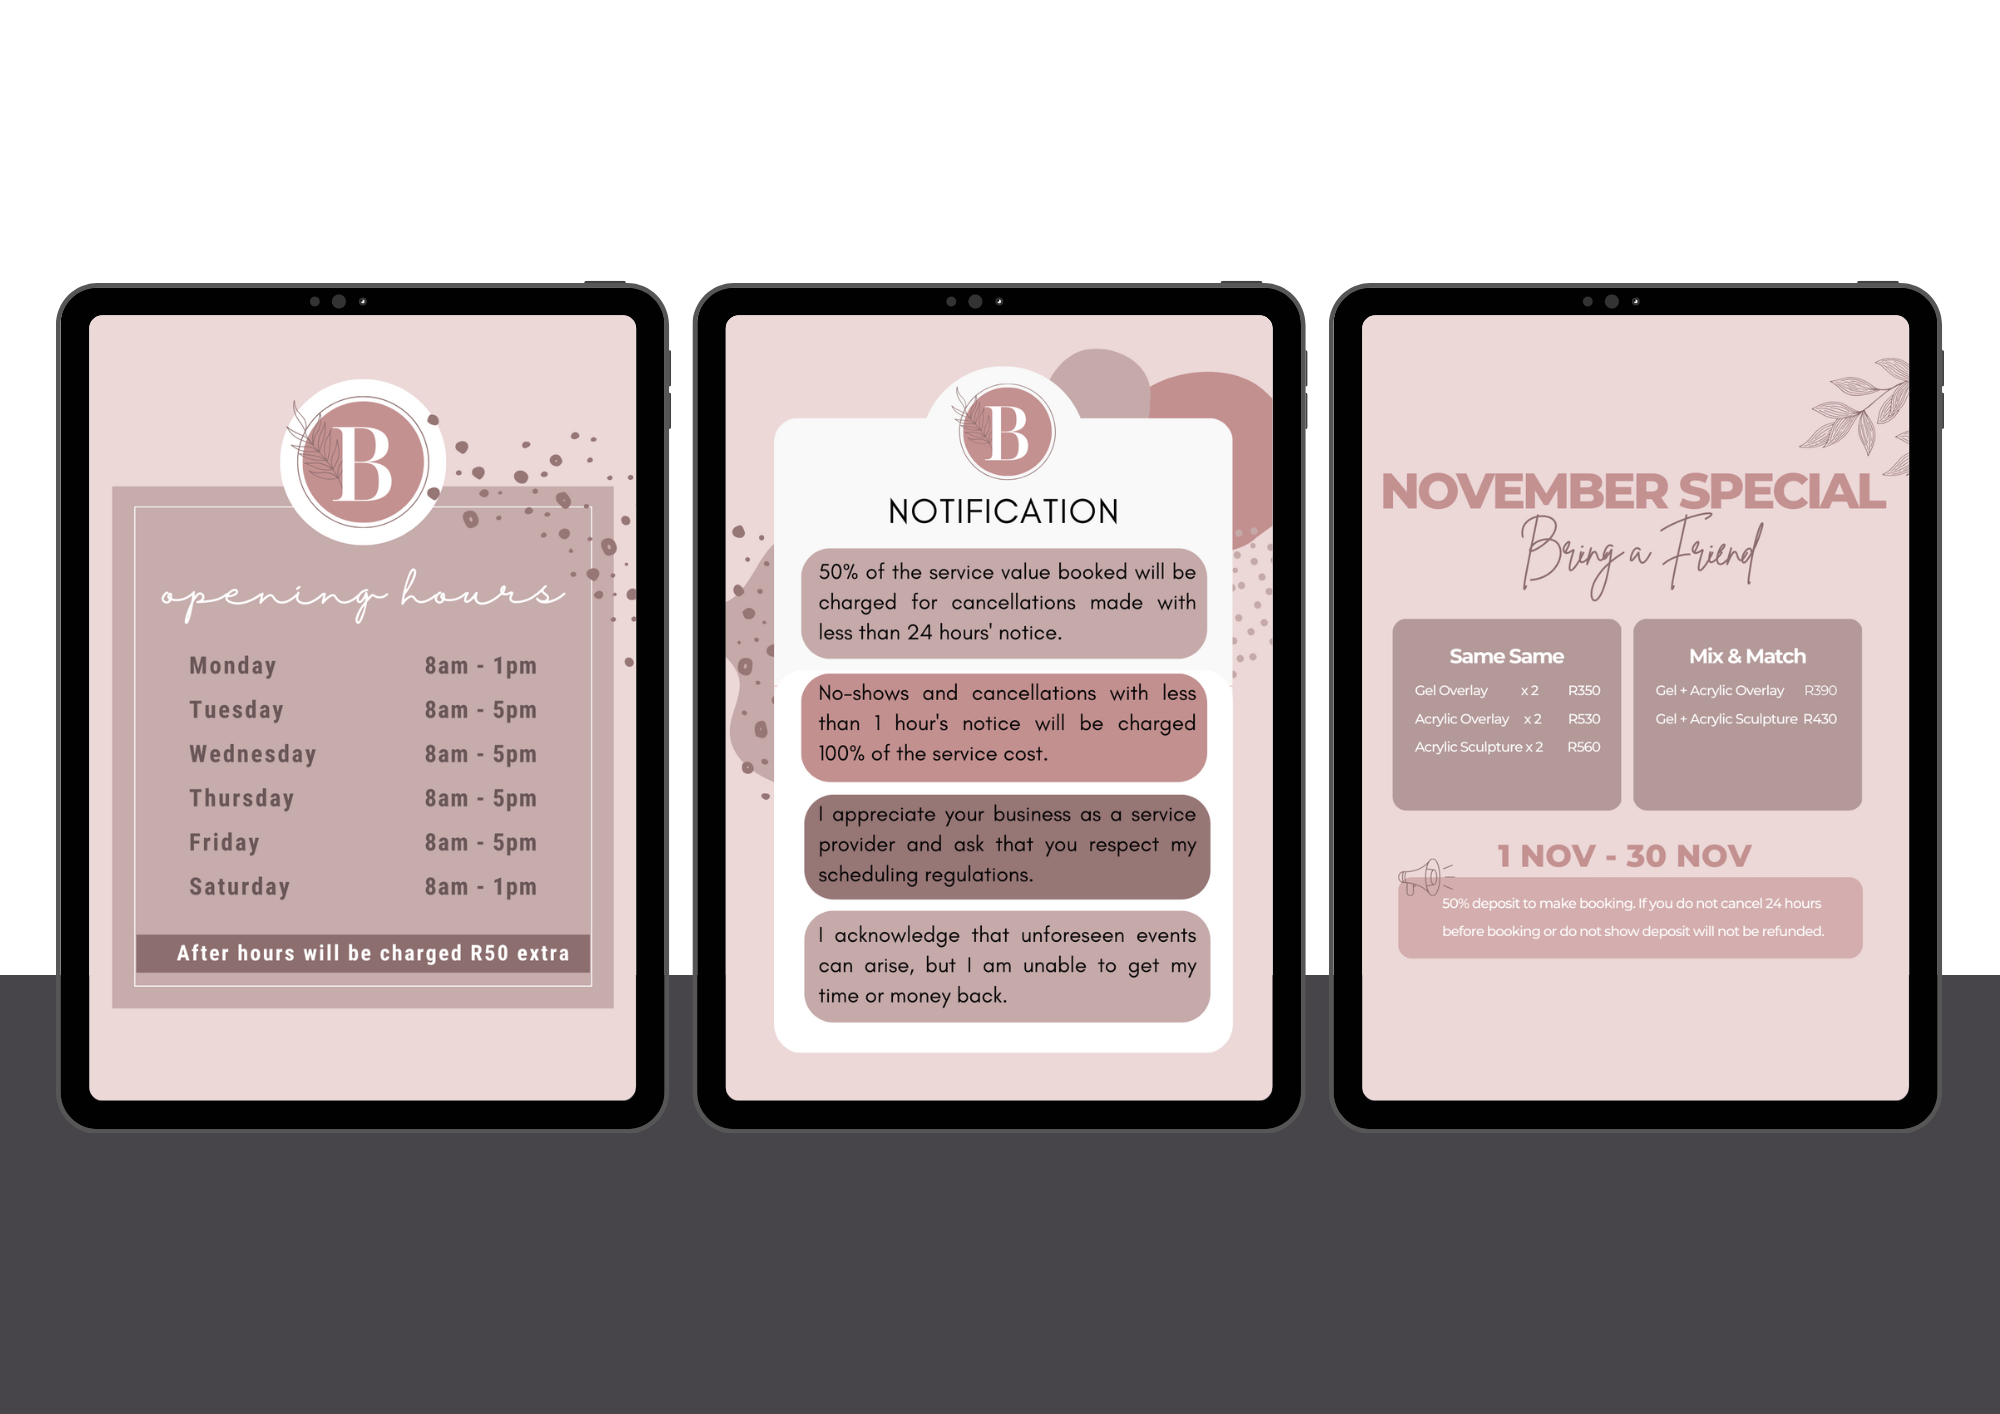 B
opening hours
Monday 8am - 1pm
Tuesday 8am - 5pm
Wednesday 8am - 5pm
Thursday 8am - 5pm
Friday 8am - 5pm
Saturday 8am - 1pm
After hours will be charged R50 extra
B
NOTIFICATION
50% of the service value booked will be
charged for cancellations made with
less than 24 hours' notice.
No-shows and cancellations with less
than 1 hour's notice will be charged
100% of the service cost.
I appreciate your business as a service
provider and ask that you respect my
scheduling regulations.
I acknowledge that unforeseen events
can arise, but I am unable to get my
time or money back.
NOVEMBER SPECIAL
Bring a Friend
Same Same
Gel Overlay x 2 R350
Acrylic Overlay x 2 R530
Acrylic Sculpture x 2 R560
Mix & Match
Gel + Acrylic Overlay R390
Gel + Acrylic Sculpture R430
1 NOV - 30 NOV
50% deposit to make booking. If you do not cancel 24 hours
before booking or do not show deposit will not be refunded.